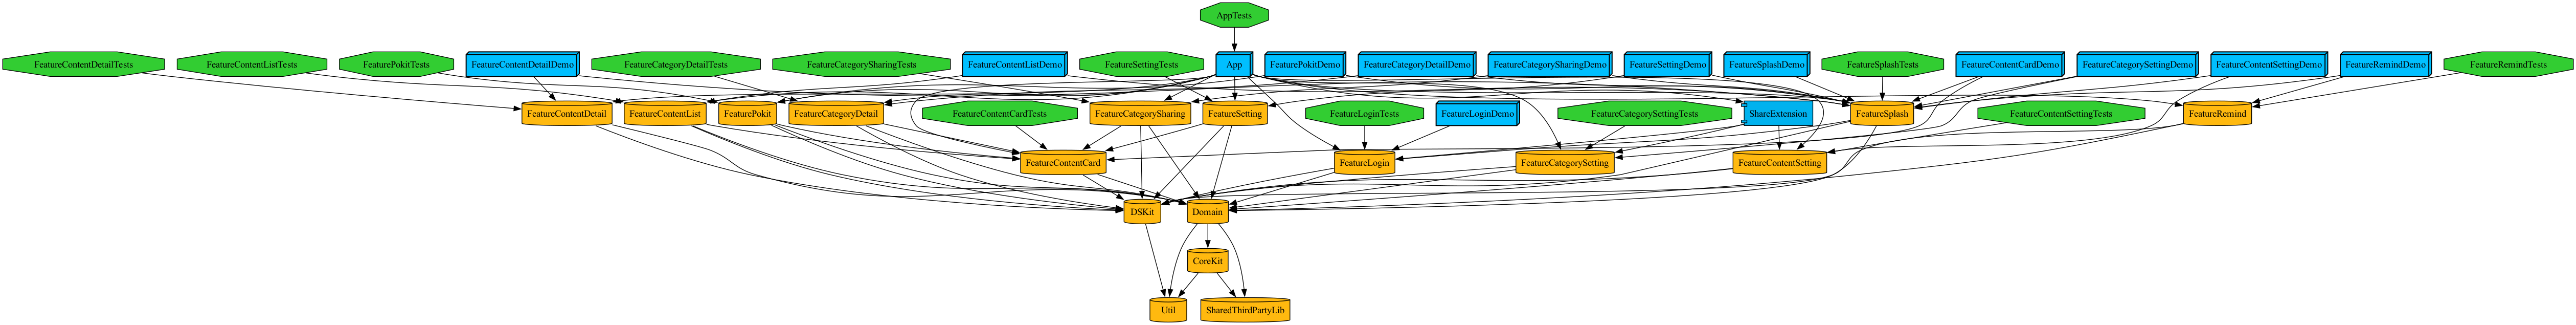 AppTests
FeatureContentDetailTests
FeatureContentListTests
FeaturePokitTests
FeatureContentDetailDemo
FeatureCategoryDetailTests
FeatureCategorySharingTests
FeatureContentListDemo
FeatureSettingTests
App
FeaturePokitDemo
FeatureCategoryDetailDemo
FeatureCategorySharingDemo
FeatureSettingDemo
FeatureSplashDemo
FeatureSplashTests
FeatureContentCardDemo
FeatureCategorySettingDemo
FeatureContentSettingDemo
FeatureRemindDemo
FeatureRemindTests
FeatureContentDetail
FeatureContentList
FeaturePokit
FeatureCategoryDetail
FeatureContentCardTests
FeatureCategorySharing
FeatureSetting
FeatureLoginTests
FeatureLoginDemo
FeatureCategorySettingTests
ShareExtension
FeatureSplash
FeatureContentSettingTests
FeatureRemind
FeatureContentCard
FeatureLogin
FeatureCategorySetting
FeatureContentSetting
DSKit
Domain
CoreKit
Util
SharedThirdPartyLib